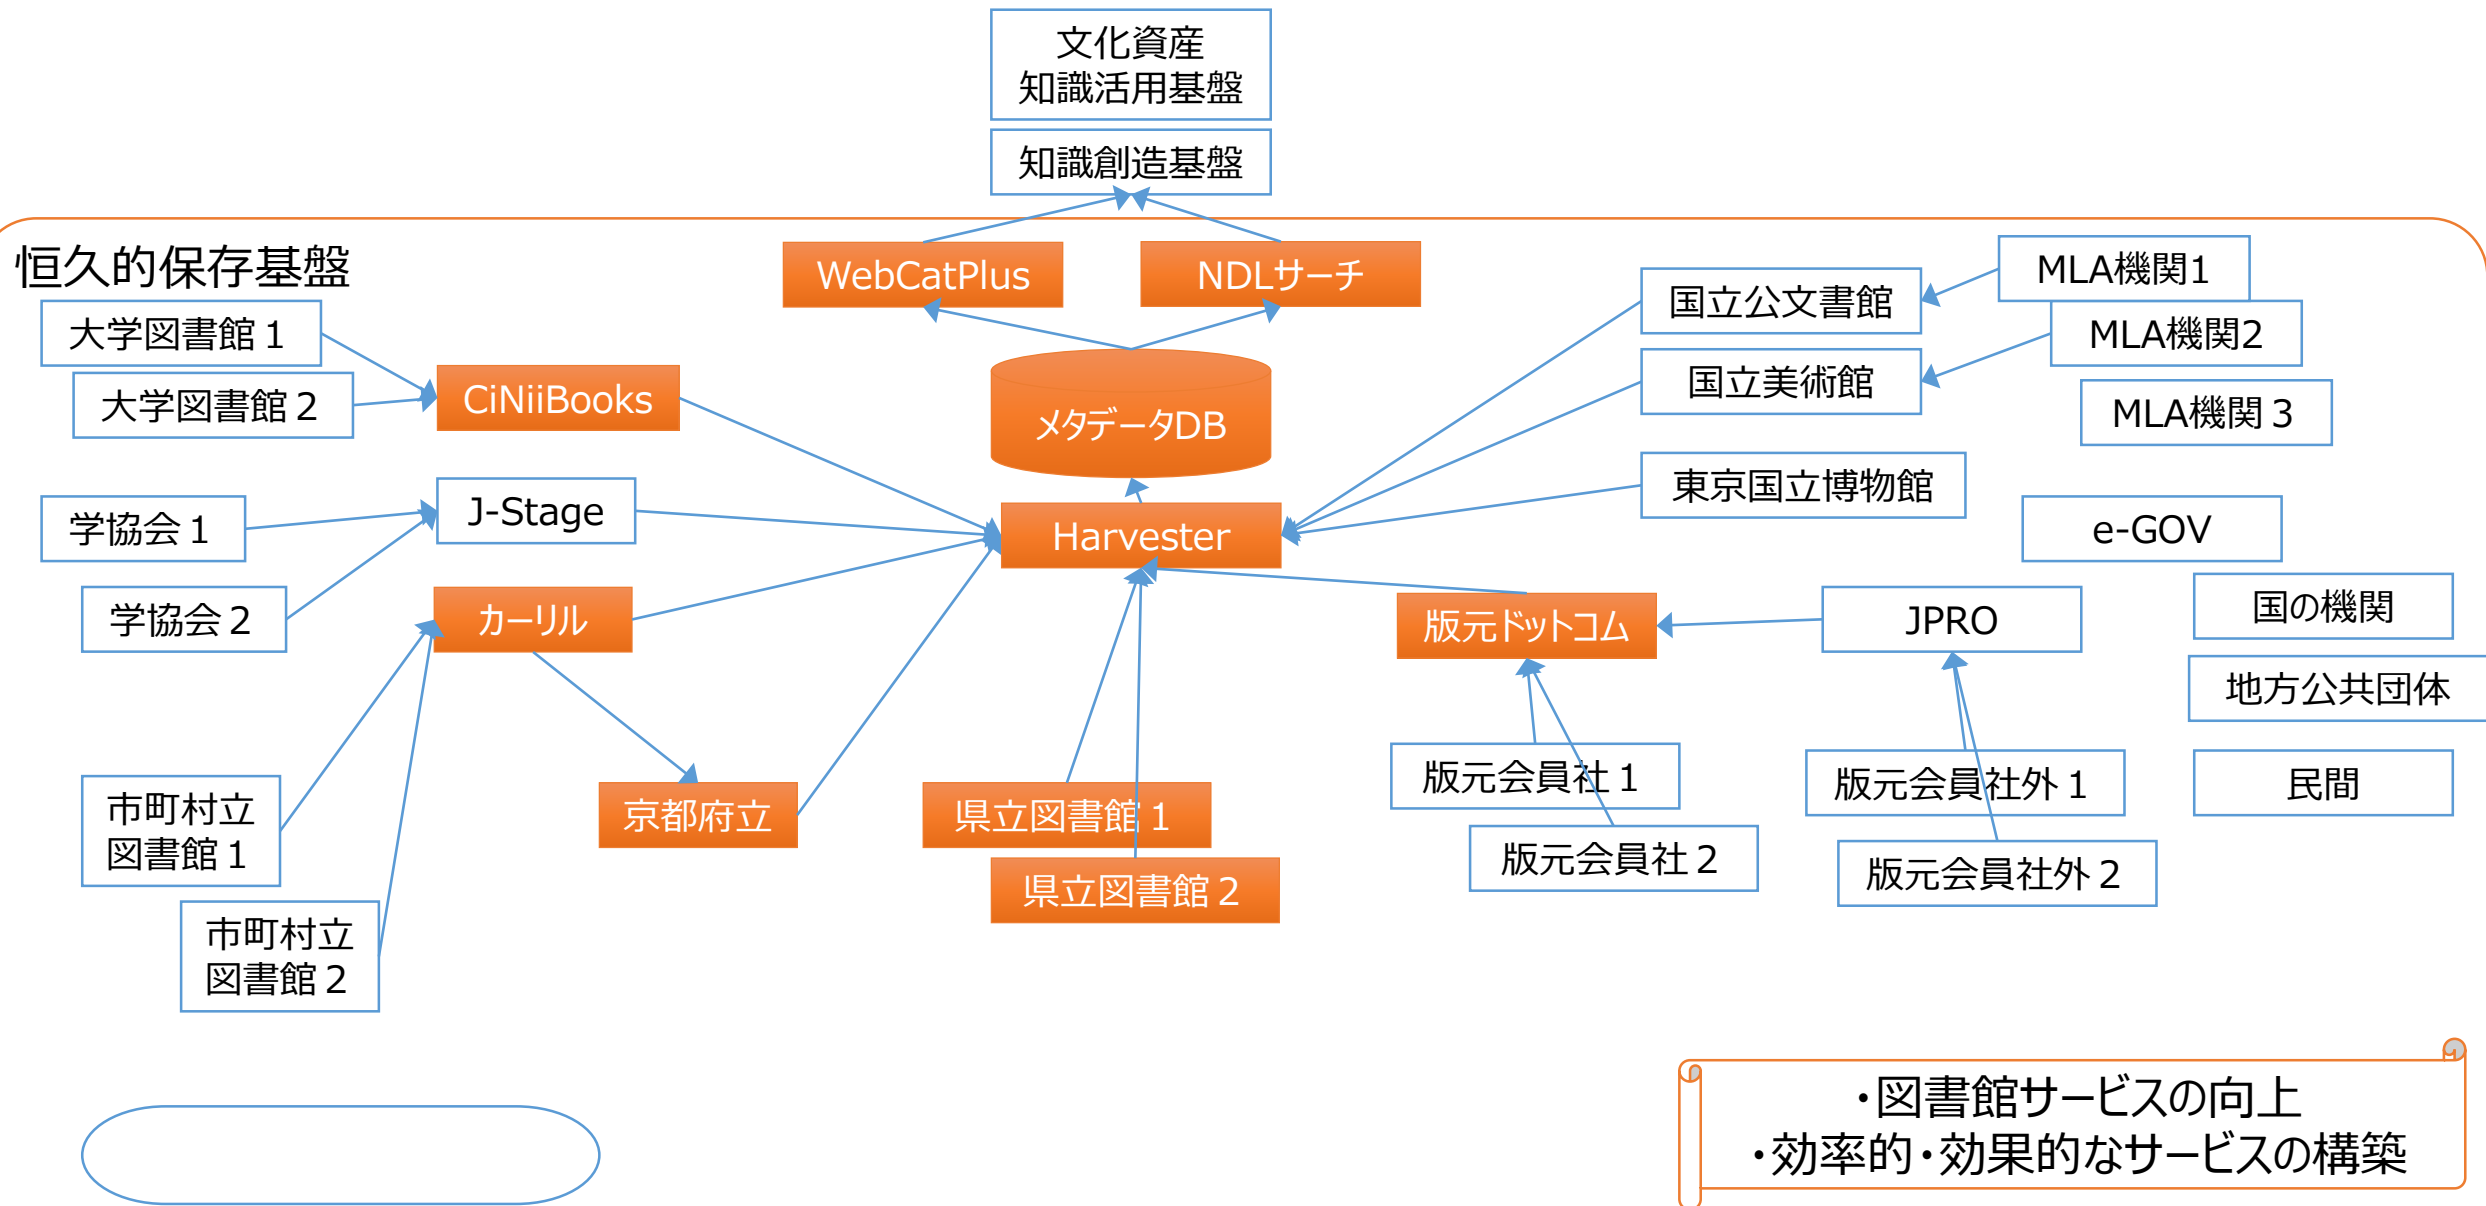 文化資産
知識活用基盤
知識創造基盤
恒久的保存基盤
WebCatPlus
NDLサーチ
大学図書館１
大学図書館２
CiNiiBooks
メタデータDB
国立公文書館
MLA機関1
MLA機関2
国立美術館
MLA機関３
東京国立博物館
学協会１
J-Stage
Harvester
e-GOV
学協会２
カーリル
版元ドットコム
JPRO
国の機関
地方公共団体
市町村立
図書館１
京都府立
県立図書館１
版元会員社１
版元会員社外１
民間
県立図書館２
版元会員社２
版元会員社外２
市町村立
図書館２
・図書館サービスの向上
・効率的・効果的なサービスの構築